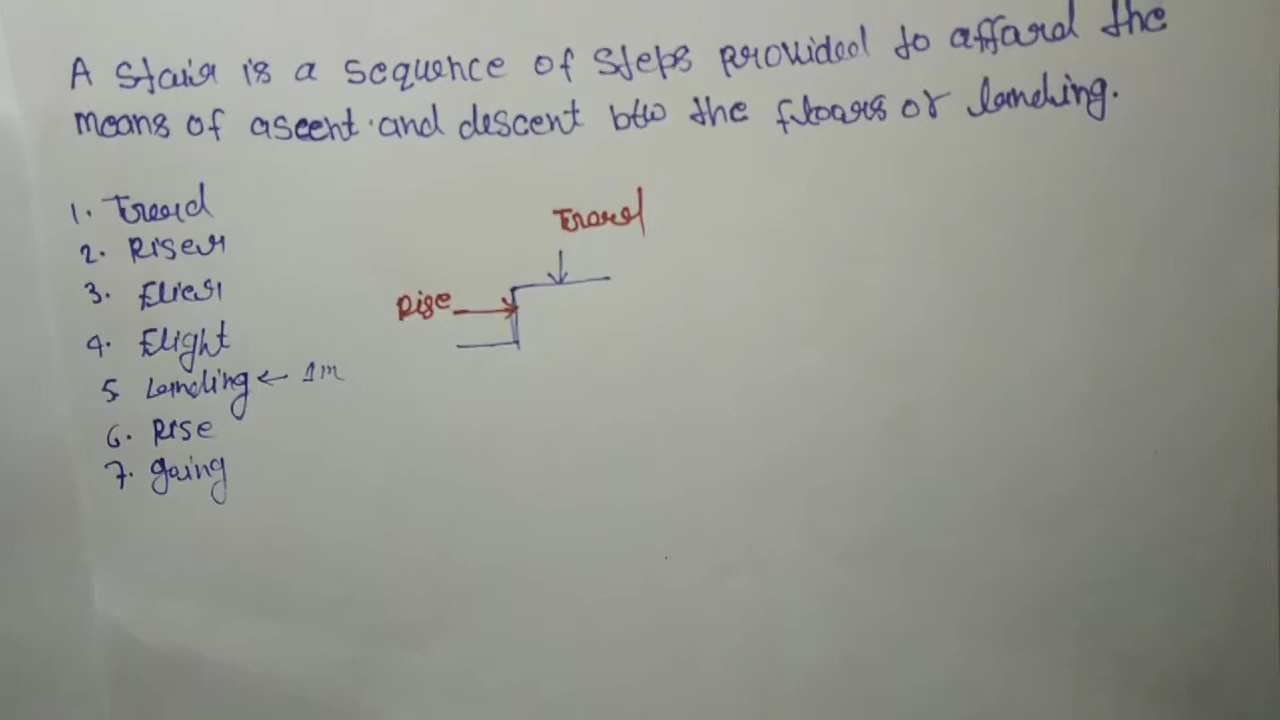 A stair is a sequence of steps provided to afford the
means of ascent and descent btw the floors or landing.
1. Tread
2. Riser
3. Flier
4. Flight
5 Landing ← 1m
6. Rise
7. going
Tread
Rise